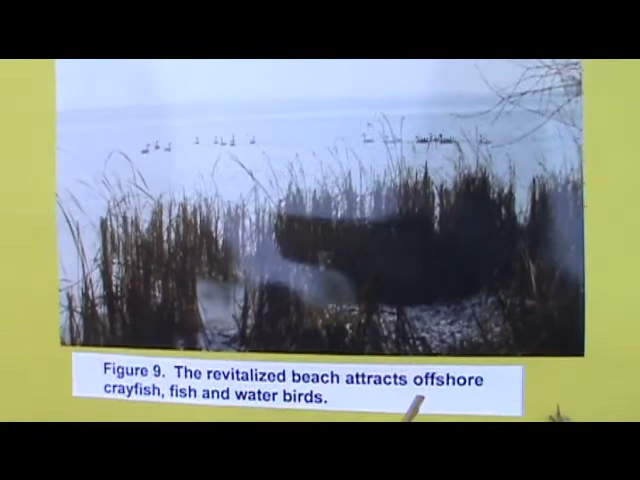 Figure 9. The revitalized beach attracts offshore
crayfish, fish and water birds.